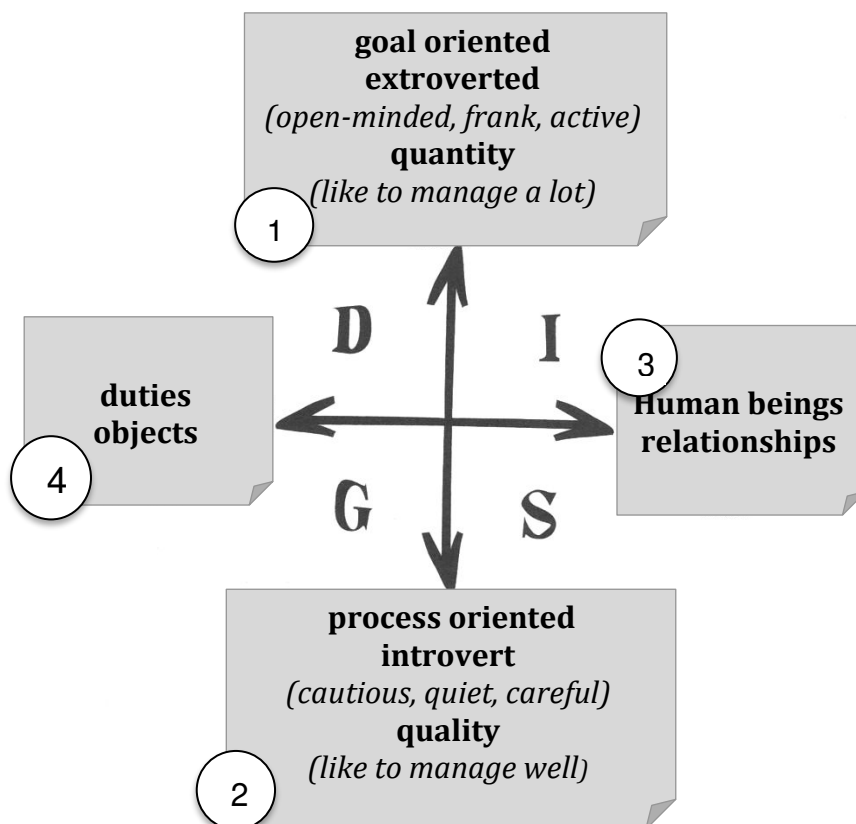 goal oriented
extroverted
(open-minded, frank, active)
quantity
(like to manage a lot)
1
D
I
3
duties
objects
Human beings
relationships
4
G
S
process oriented
introvert
(cautious, quiet, careful)
quality
(like to manage well)
2